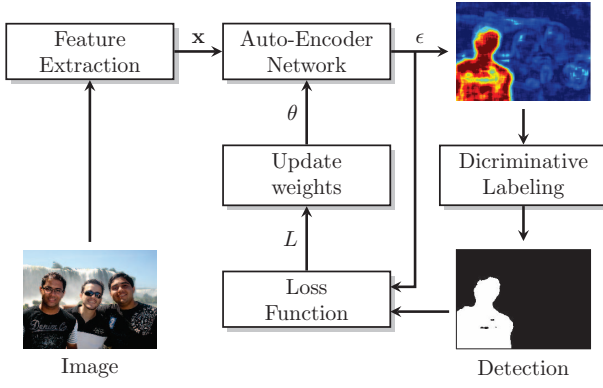 Feature
Extraction
x
Auto-Encoder
Network
ϵ
θ
Update
weights
Dicriminative
Labeling
L
Loss
Function
Image
Detection